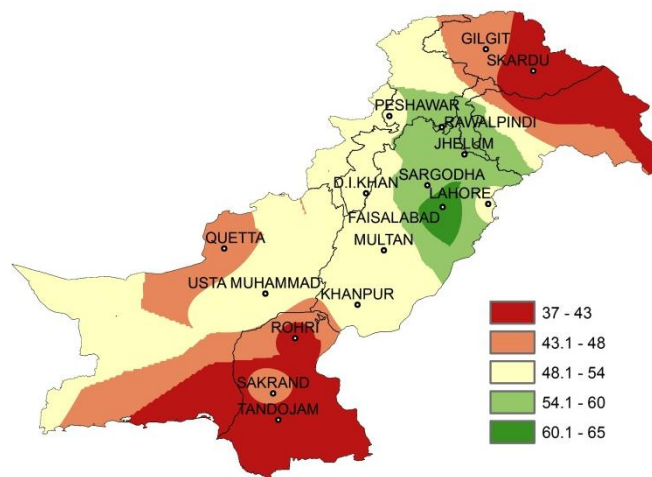 GILGIT
SKARDU
PESHAWAR
RAWALPINDI
JHELUM
SARGODHA
D.I.KHAN
LAHORE
FAISALABAD
QUETTA
MULTAN
USTA MUHAMMAD
KHANPUR
ROHRI
SAKRAND
TANDOJAM
37 - 43
43.1 - 48
48.1 - 54
54.1 - 60
60.1 - 65